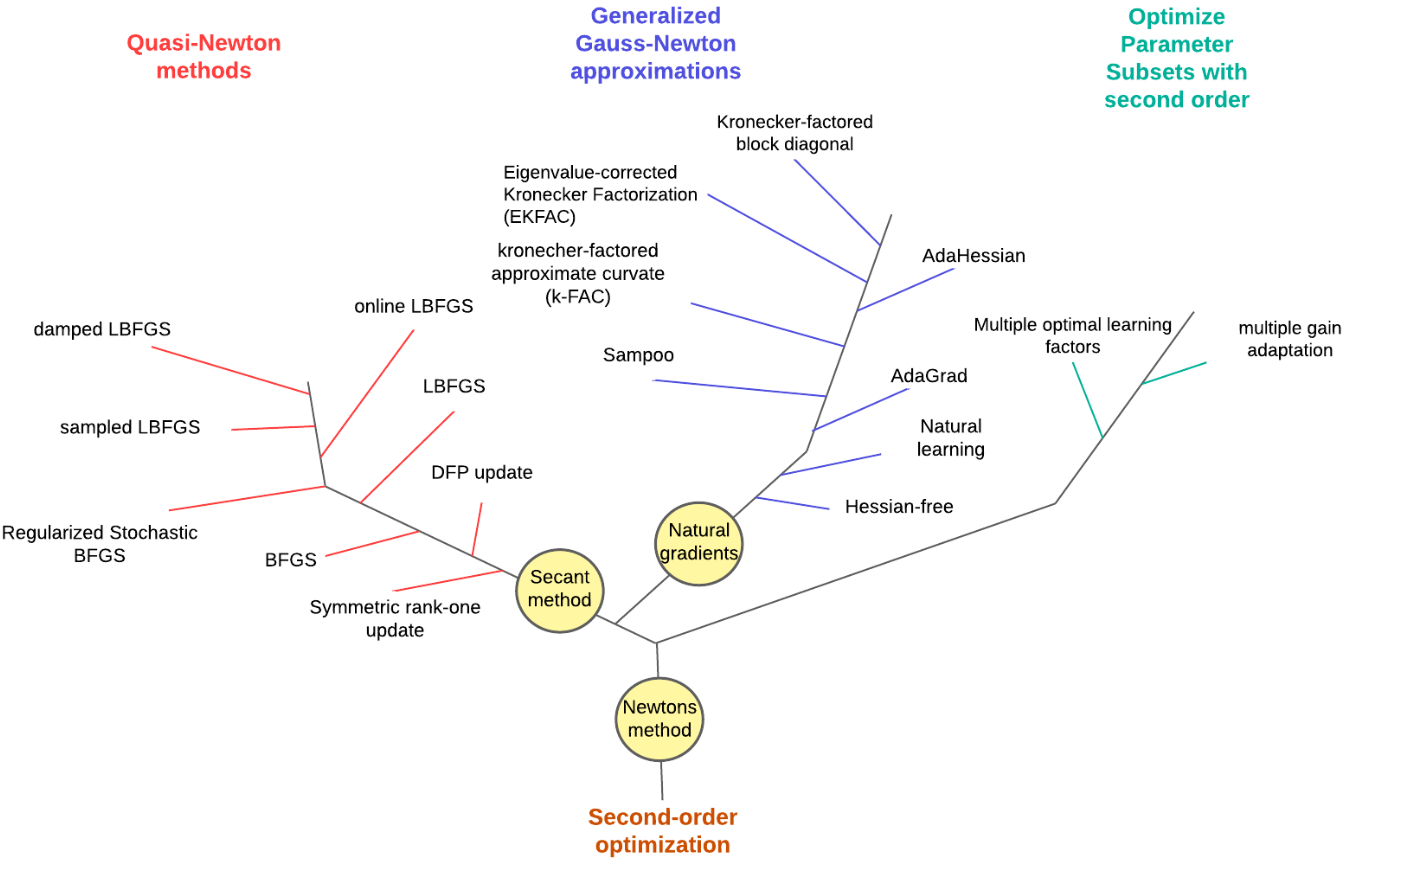 Quasi-Newton
methods
Generalized
Gauss-Newton
approximations
Optimize
Parameter
Subsets with
second order
Kronecker-factored
block diagonal
Eigenvalue-corrected
Kronecker Factorization
(EKFAC)
kronecher-factored
approximate curvate
(k-FAC)
AdaHessian
online LBFGS
damped LBFGS
Multiple optimal learning
factors
multiple gain
adaptation
Sampoo
LBFGS
AdaGrad
sampled LBFGS
Natural
learning
DFP update
Hessian-free
Regularized Stochastic
BFGS
BFGS
Natural
gradients
Secant
method
Symmetric rank-one
update
Newtons
method
Second-order
optimization